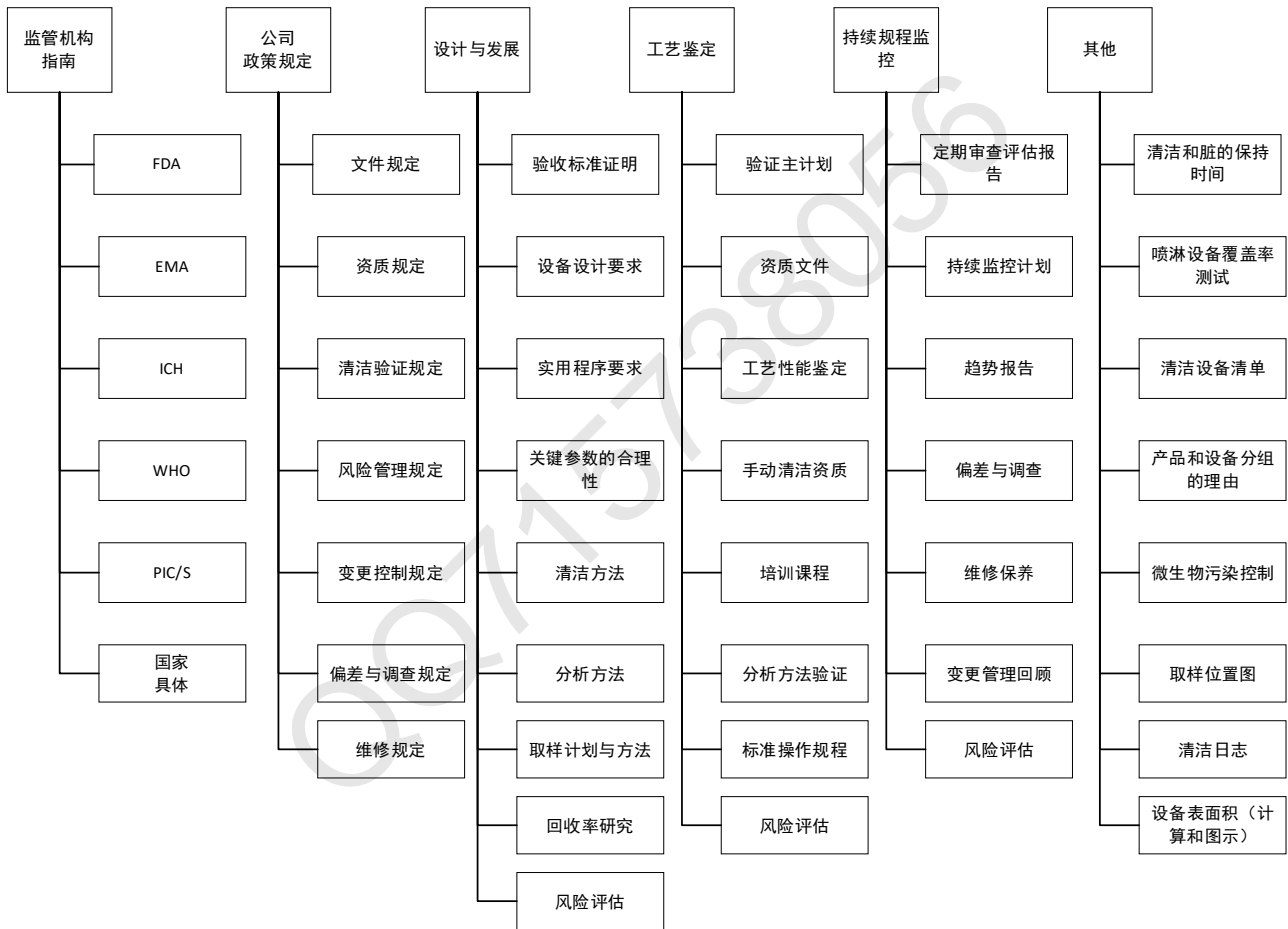 监管机构
指南
FDA
EMA
ICH
WHO
PIC/S
国家
具体
公司
政策规定
文件规定
资质规定
清洁验证规定
风险管理规定
变更控制规定
偏差与调查规定
维修规定
设计与发展
验收标准证明
设备设计要求
实用程序要求
关键参数的合理
性
清洁方法
分析方法
取样计划与方法
回收率研究
风险评估
工艺鉴定
验证主计划
资质文件
工艺性能鉴定
手动清洁资质
培训课程
分析方法验证
标准操作规程
风险评估
持续规程监
控
定期审查评估报
告
持续监控计划
趋势报告
偏差与调查
维修保养
变更管理回顾
风险评估
其他
清洁和脏的保持
时间
喷淋设备覆盖率
测试
清洁设备清单
产品和设备分组
的理由
微生物污染控制
取样位置图
清洁日志
设备表面积（计
算和图示）
QQ715738056